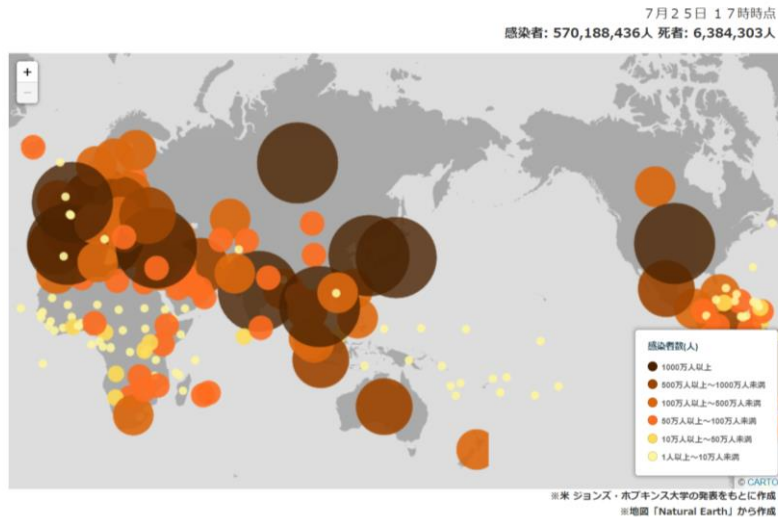 7月25日 17時時点
感染者: 570,188,436人 死者: 6,384,303人
+
−
感染者数(人)
1000万人以上
500万人以上～1000万人未満
100万人以上～500万人未満
50万人以上～100万人未満
10万人以上～50万人未満
1人以上～10万人未満
© CARTO
※米 ジョンズ・ホプキンス大学の発表をもとに作成
※地図「Natural Earth」から作成